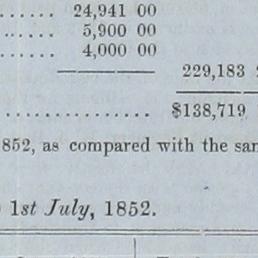 ...... 24,941 00
...... 5,900 00
...... 4,000 00
229,183
............... $138,719
852, as compared with the sa
1st July, 1852.